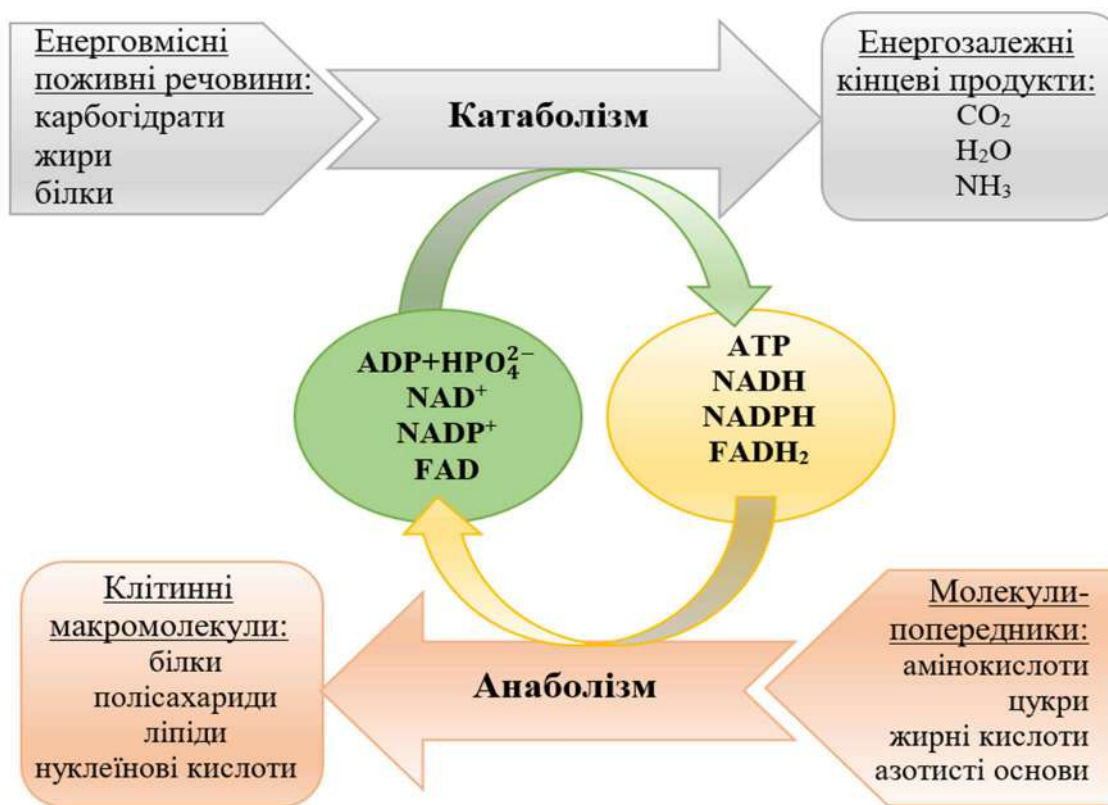 Енерговмісні
поживні речовини:
карбогідрати
жири
білки
Катаболізм
Енергозалежні
кінцеві продукти:
CO₂
H₂O
NH₃
ADP+HPO₄²⁻
NAD⁺
NADP⁺
FAD
ATP
NADH
NADPH
FADH₂
Клітинні
макромолекули:
білки
полісахариди
ліпіди
нуклеїнові кислоти
Анаболізм
Молекули-
попередники:
амінокислоти
цукри
жирні кислоти
азотисті основи